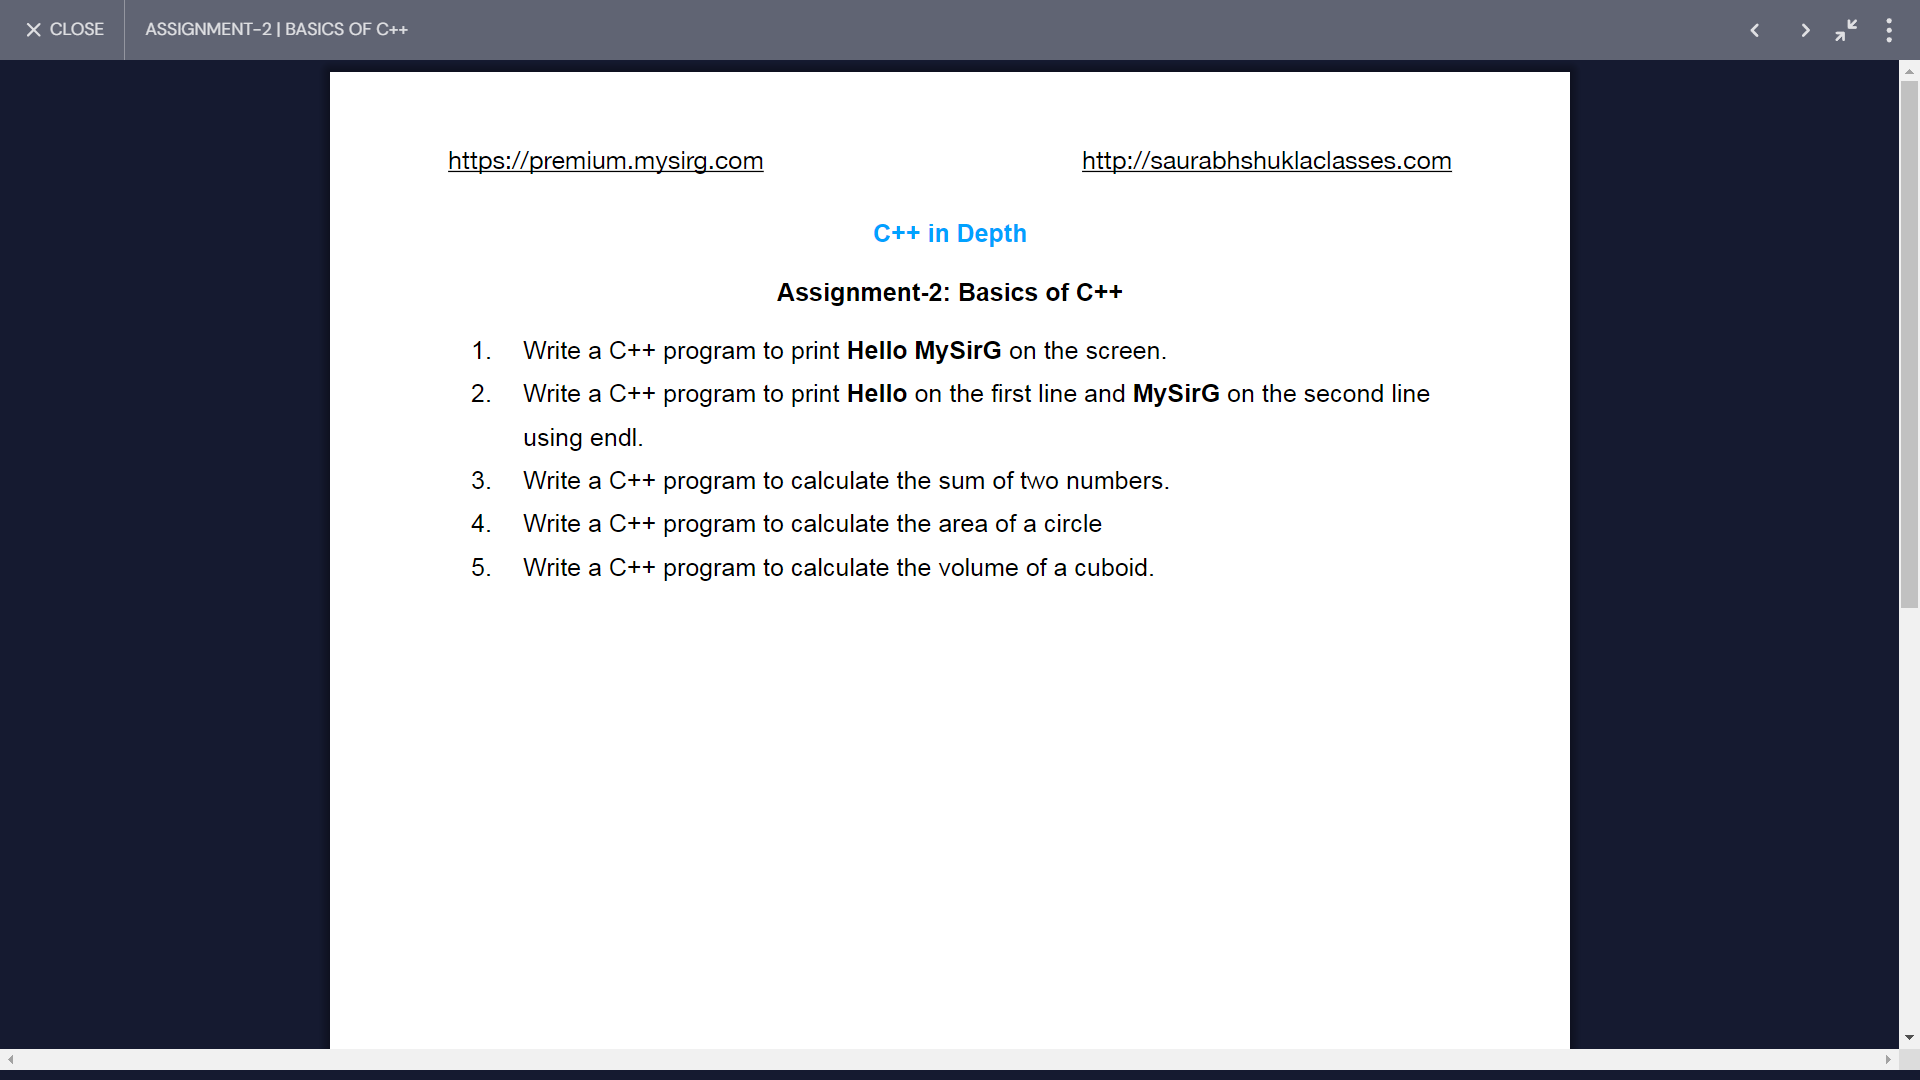 CLOSE
ASSIGNMENT-2 | BASICS OF C++
https://premium.mysirg.com
http://saurabhshuklaclasses.com
C++ in Depth
Assignment-2: Basics of C++
1. Write a C++ program to print Hello MySirG on the screen.
2. Write a C++ program to print Hello on the first line and MySirG on the second line
using endl.
3. Write a C++ program to calculate the sum of two numbers.
4. Write a C++ program to calculate the area of a circle
5. Write a C++ program to calculate the volume of a cuboid.